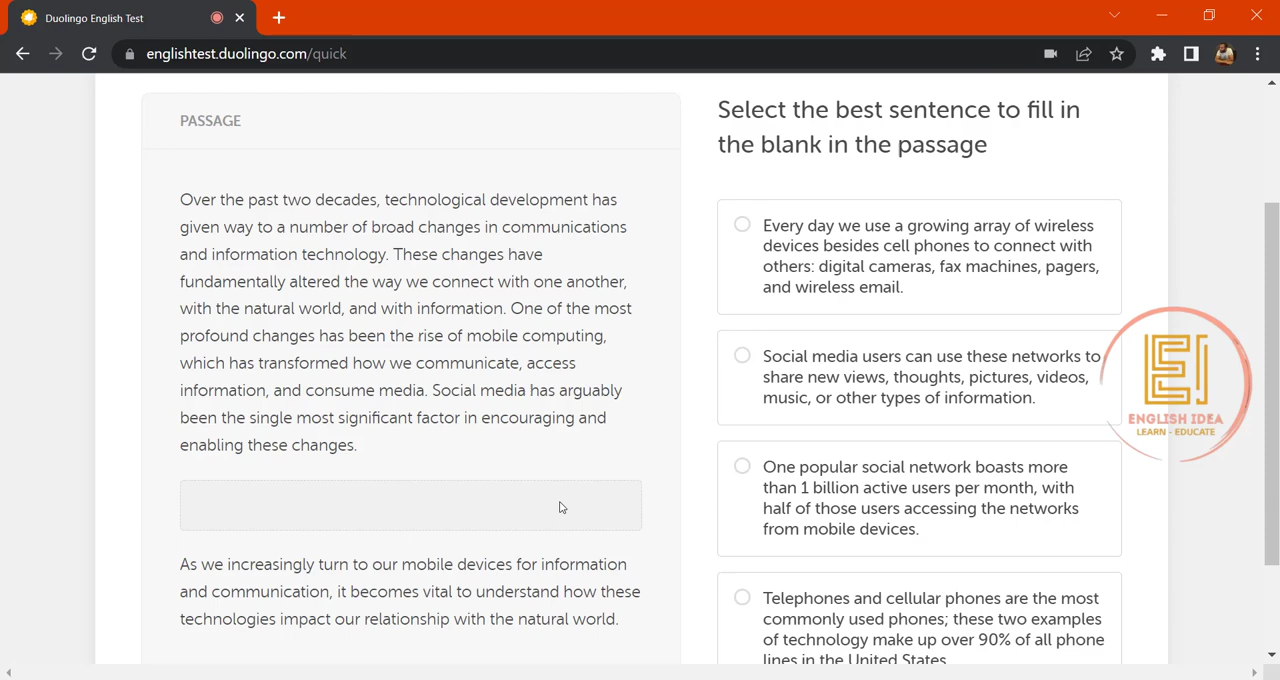 Duolingo English Test
englishtest.duolingo.com/quick
PASSAGE
Over the past two decades, technological development has
given way to a number of broad changes in communications
and information technology. These changes have
fundamentally altered the way we connect with one another,
with the natural world, and with information. One of the most
profound changes has been the rise of mobile computing,
which has transformed how we communicate, access
information, and consume media. Social media has arguably
been the single most significant factor in encouraging and
enabling these changes.
As we increasingly turn to our mobile devices for information
and communication, it becomes vital to understand how these
technologies impact our relationship with the natural world.
Select the best sentence to fill in
the blank in the passage
Every day we use a growing array of wireless
devices besides cell phones to connect with
others: digital cameras, fax machines, pagers,
and wireless email.
Social media users can use these networks to
share new views, thoughts, pictures, videos,
music, or other types of information.
One popular social network boasts more
than 1 billion active users per month, with
half of those users accessing the networks
from mobile devices.
Telephones and cellular phones are the most
commonly used phones; these two examples
of technology make up over 90% of all phone
lines in the United States.
EI
ENGLISH IDEA
LEARN - EDUCATE